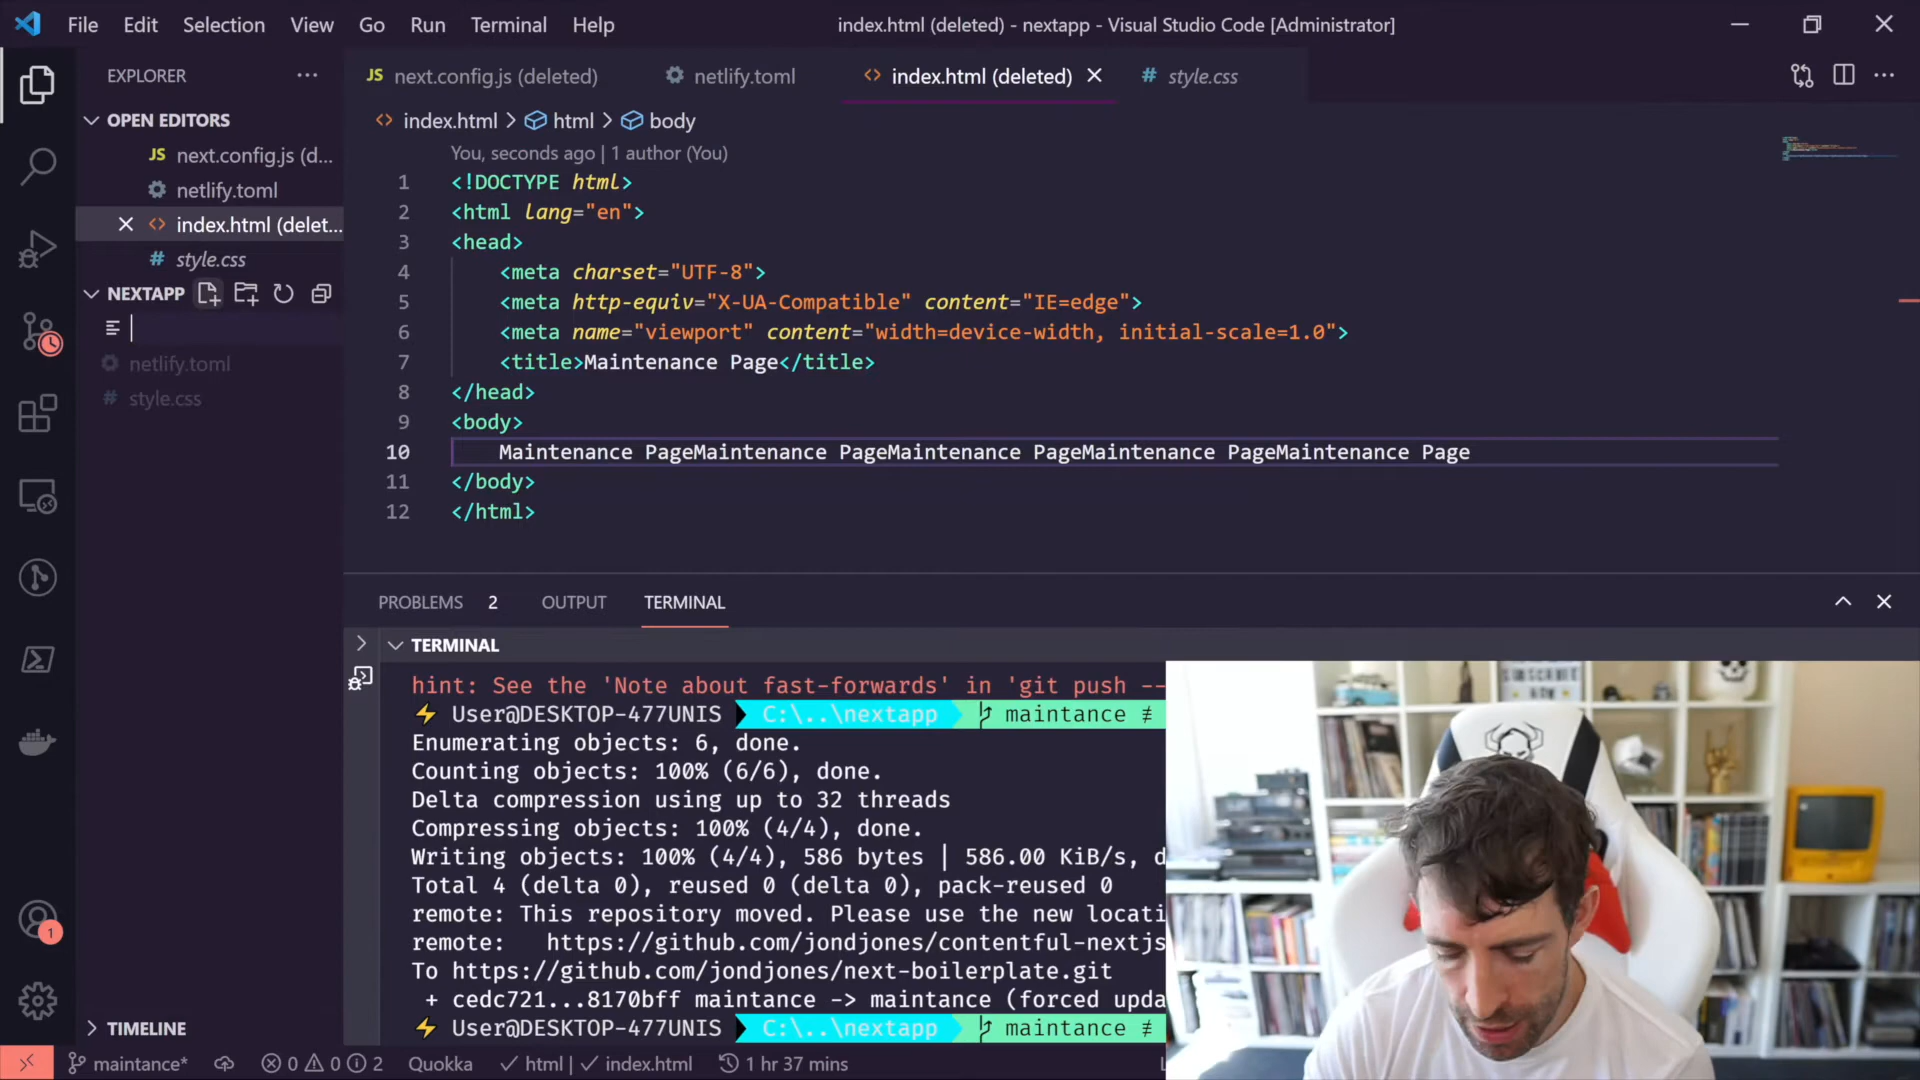 File Edit Selection View Go Run Terminal Help
index.html (deleted) - nextapp - Visual Studio Code [Administrator]
EXPLORER
next.config.js (deleted)
netlify.toml
index.html (deleted)
style.css
OPEN EDITORS
next.config.js (d...
netlify.toml
index.html (delet...
style.css
NEXTAPP
netlify.toml
style.css
TIMELINE
index.html > html > body
You, seconds ago | 1 author (You)
1 <!DOCTYPE html>
2 <html lang="en">
3 <head>
4 <meta charset="UTF-8">
5 <meta http-equiv="X-UA-Compatible" content="IE=edge">
6 <meta name="viewport" content="width=device-width, initial-scale=1.0">
7 <title>Maintenance Page</title>
8 </head>
9 <body>
10 Maintenance PageMaintenance PageMaintenance PageMaintenance PageMaintenance Page
11 </body>
12 </html>
PROBLEMS 2 OUTPUT TERMINAL
TERMINAL
hint: See the 'Note about fast-forwards' in 'git push --
User@DESKTOP-477UNIS C:\..\nextapp maintance ≢
Enumerating objects: 6, done.
Counting objects: 100% (6/6), done.
Delta compression using up to 32 threads
Compressing objects: 100% (4/4), done.
Writing objects: 100% (4/4), 586 bytes | 586.00 KiB/s, d
Total 4 (delta 0), reused 0 (delta 0), pack-reused 0
remote: This repository moved. Please use the new locati
remote: https://github.com/jondjones/contentful-nextjs
To https://github.com/jondjones/next-boilerplate.git
+ cedc721...8170bff maintance -> maintance (forced upda
User@DESKTOP-477UNIS C:\..\nextapp maintance ≢
1
maintance* 0 0 2 Quokka ✓ html | ✓ index.html 1 hr 37 mins
SUBSCRIBE
NOW